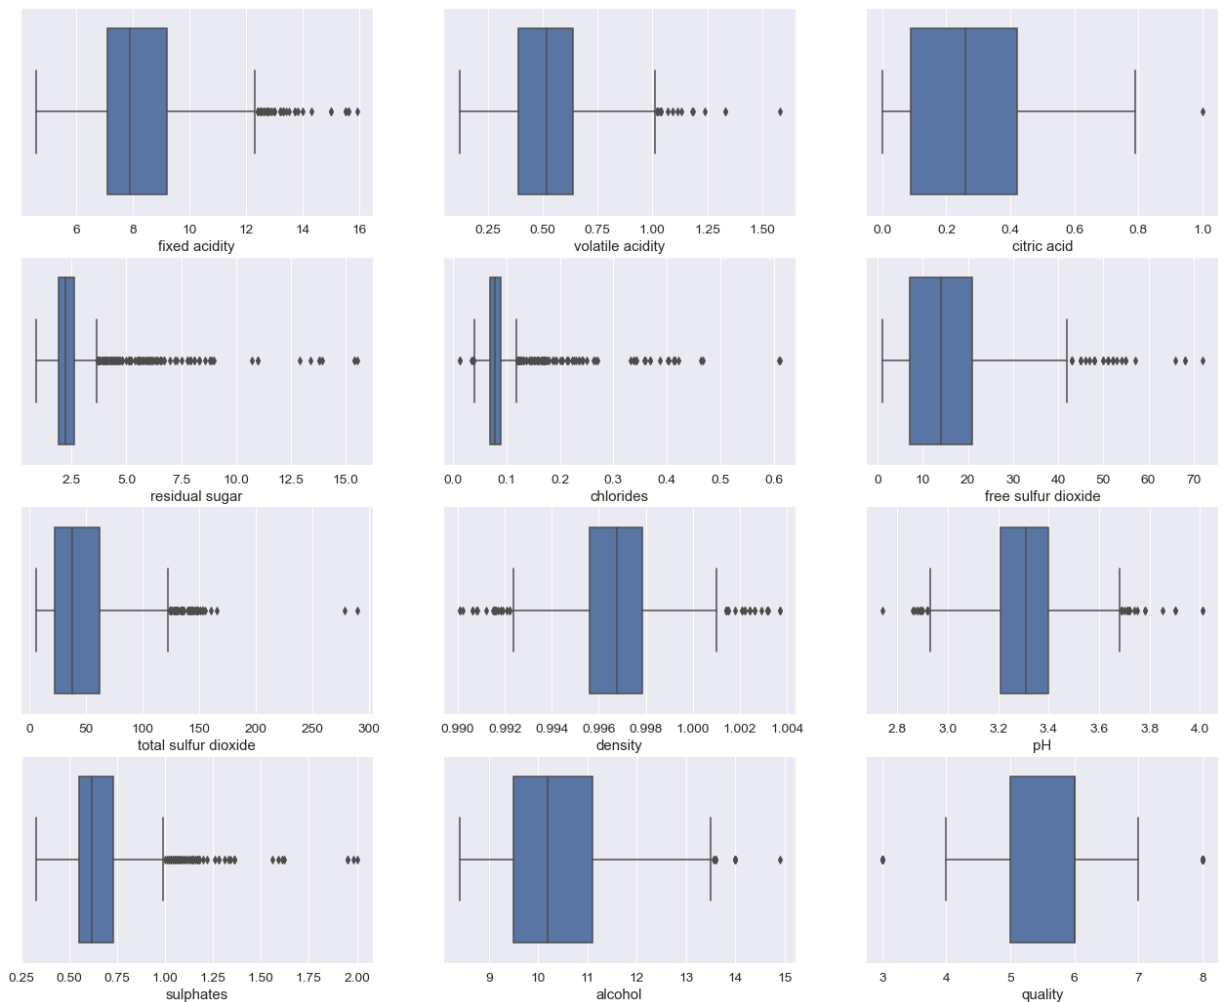 6 8 10 12 14 16
fixed acidity
0.25 0.50 0.75 1.00 1.25 1.50
volatile acidity
0.0 0.2 0.4 0.6 0.8 1.0
citric acid
2.5 5.0 7.5 10.0 12.5 15.0
residual sugar
0.0 0.1 0.2 0.3 0.4 0.5 0.6
chlorides
0 10 20 30 40 50 60 70
free sulfur dioxide
0 50 100 150 200 250 300
total sulfur dioxide
0.990 0.992 0.994 0.996 0.998 1.000 1.002 1.004
density
2.8 3.0 3.2 3.4 3.6 3.8 4.0
pH
0.25 0.50 0.75 1.00 1.25 1.50 1.75 2.00
sulphates
9 10 11 12 13 14 15
alcohol
3 4 5 6 7 8
quality